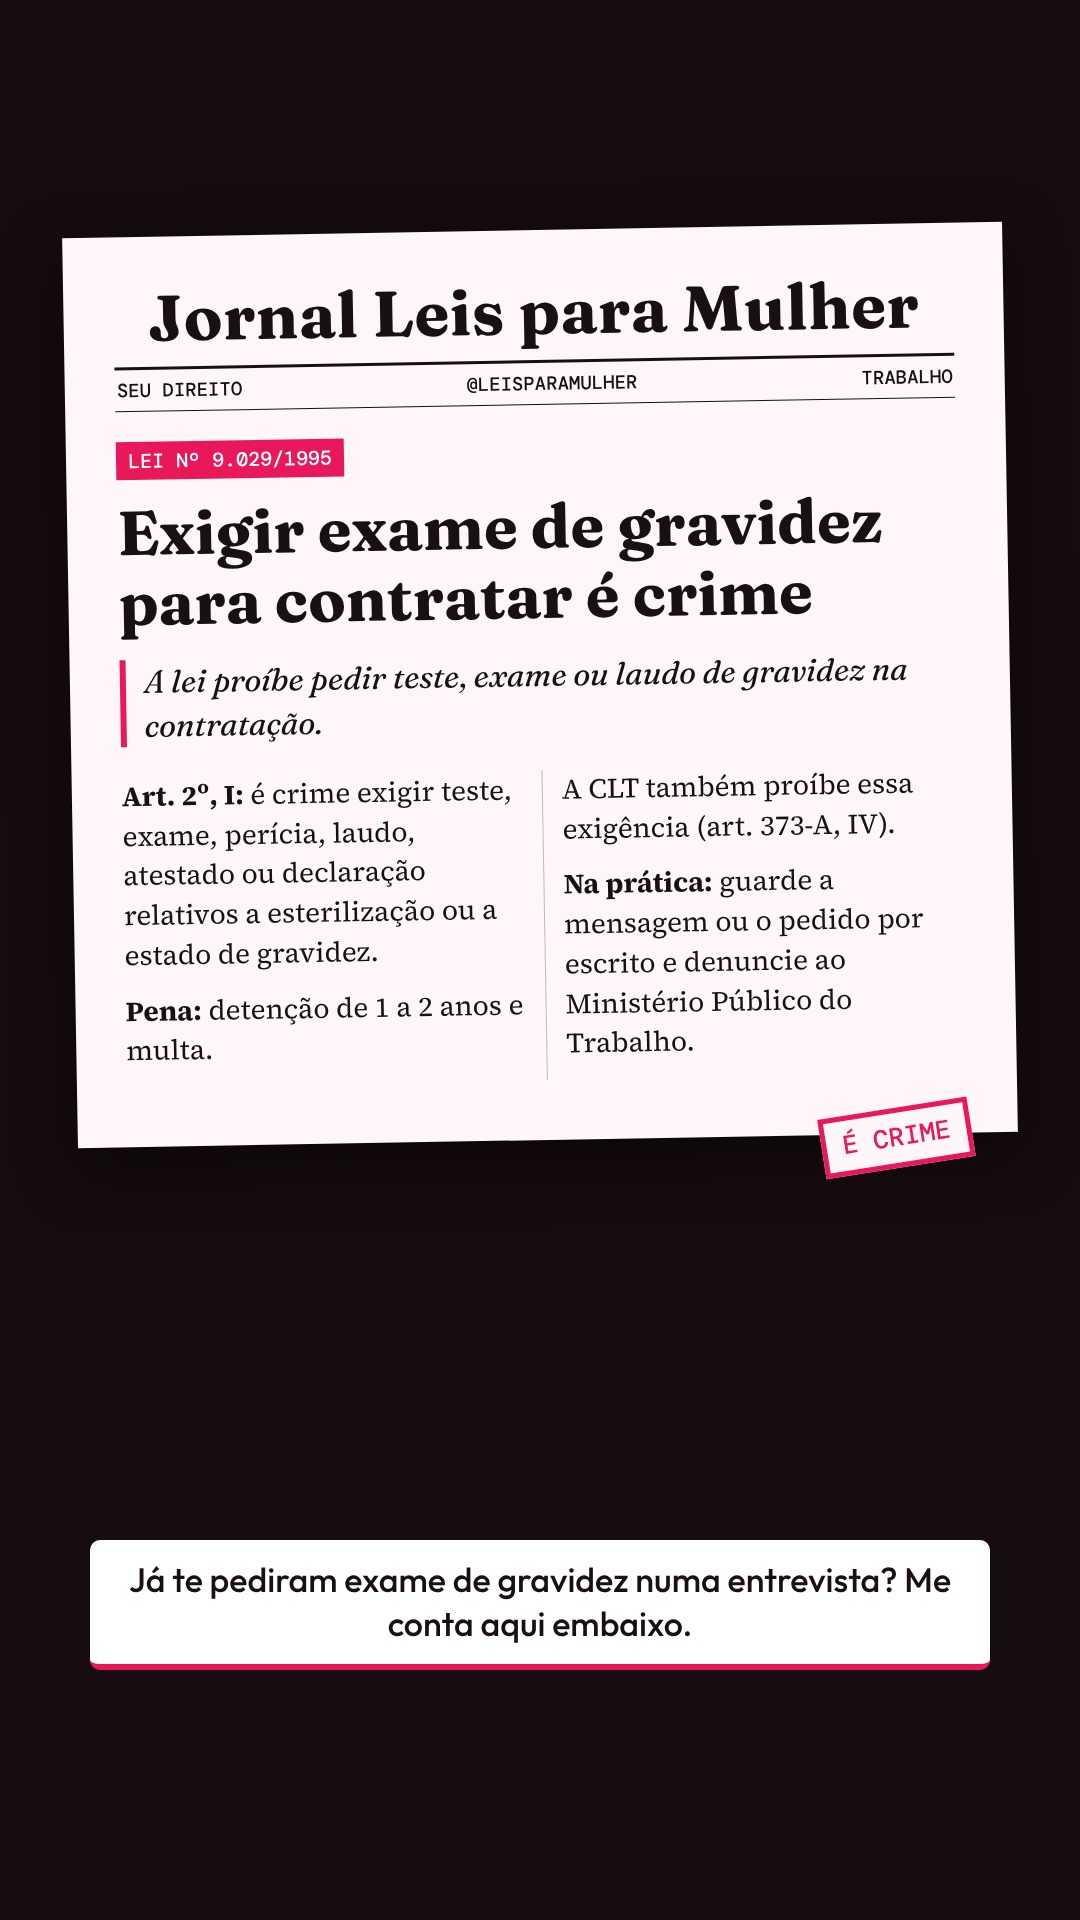 Jornal Leis para Mulher
SEU DIREITO
@LEISPARAMULHER
TRABALHO
LEI Nº 9.029/1995
Exigir exame de gravidez
para contratar é crime
A lei proíbe pedir teste, exame ou laudo de gravidez na
contratação.
Art. 2º, I: é crime exigir teste,
exame, perícia, laudo,
atestado ou declaração
relativos a esterilização ou a
estado de gravidez.
Pena: detenção de 1 a 2 anos e
multa.
A CLT também proíbe essa
exigência (art. 373-A, IV).
Na prática: guarde a
mensagem ou o pedido por
escrito e denuncie ao
Ministério Público do
Trabalho.
É CRIME
Já te pediram exame de gravidez numa entrevista? Me
conta aqui embaixo.